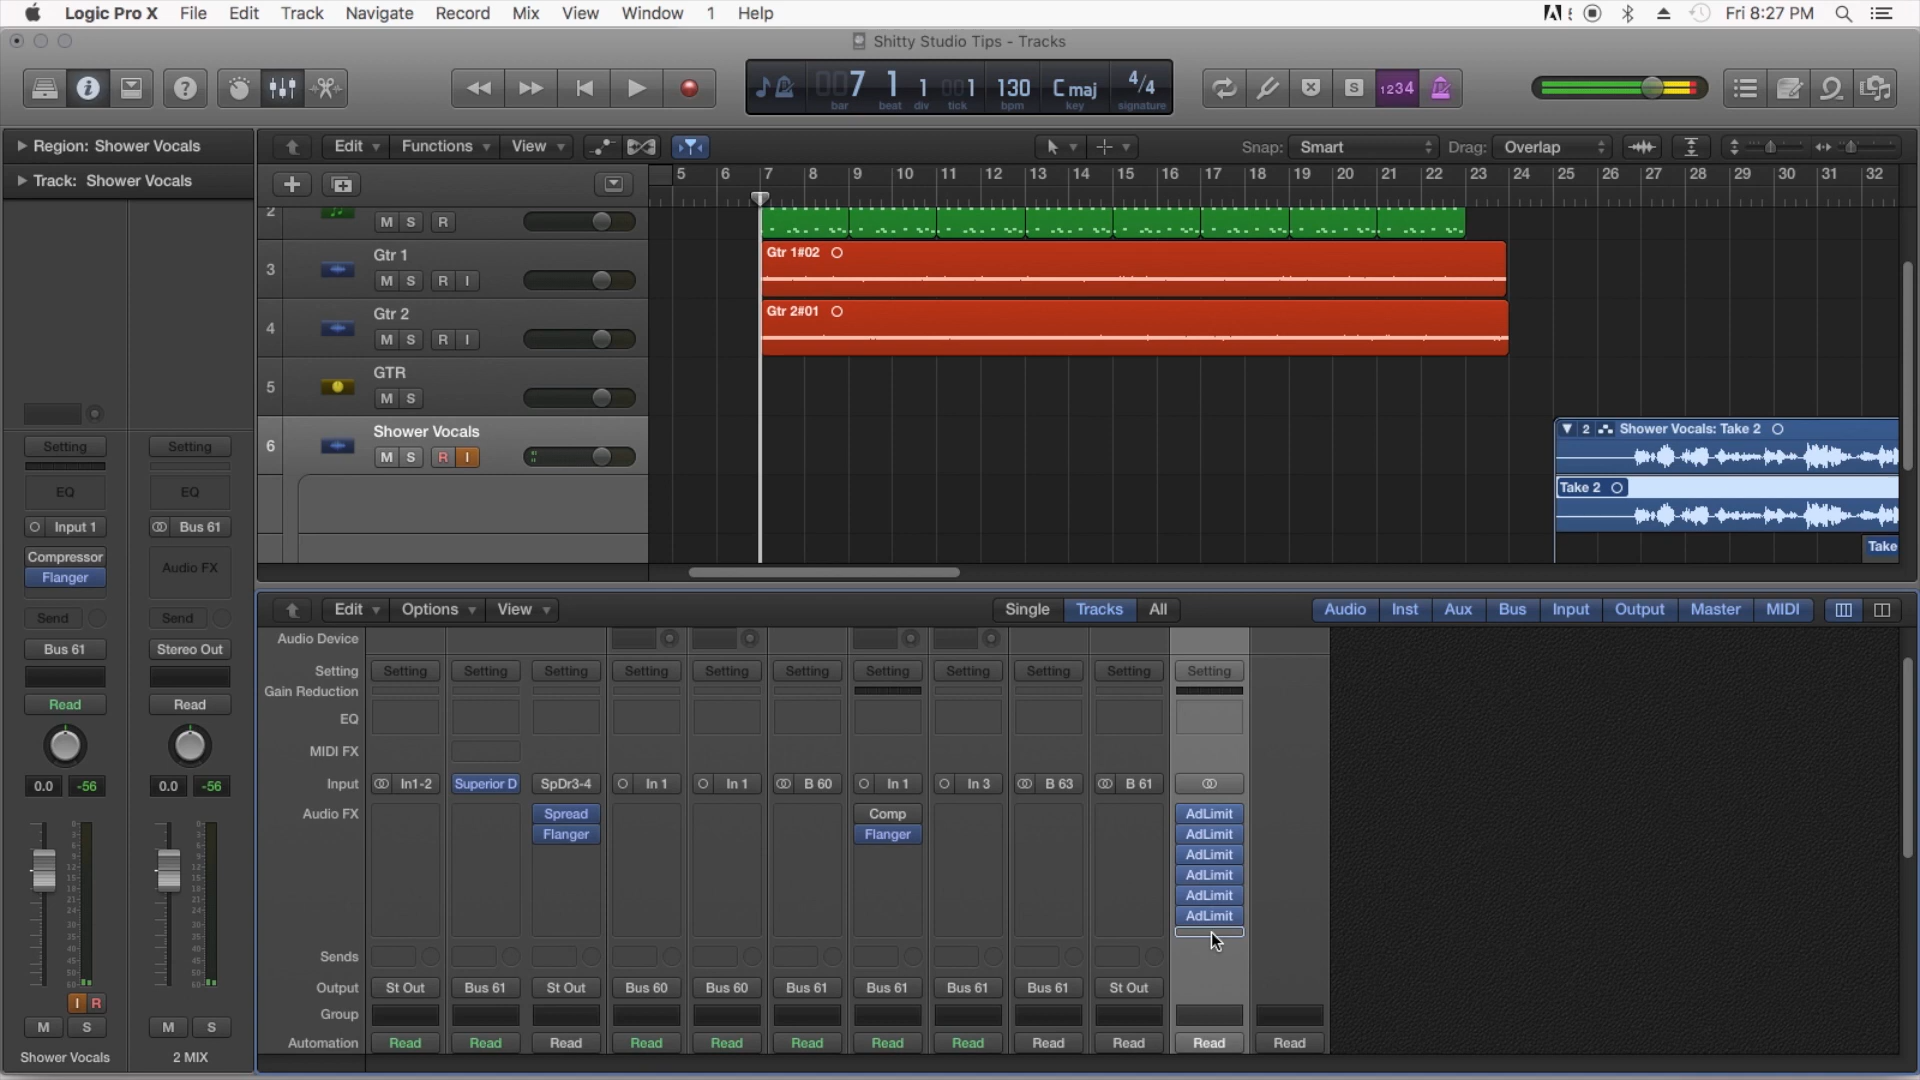 Logic Pro X File Edit Track Navigate Record Mix View Window 1 Help Fri 8:27 PM
Shitty Studio Tips - Tracks
007 1 1 001 130 C maj 4/4
bar beat div tick bpm key signature
S 1234
Region: Shower Vocals
Track: Shower Vocals
Edit Functions View Snap: Smart Drag: Overlap
5 6 7 8 9 10 11 12 13 14 15 16 17 18 19 20 21 22 23 24 25 26 27 28 29 30 31 32
2 M S R
3 Gtr 1 M S R I
Gtr 1#02
4 Gtr 2 M S R I
Gtr 2#01
5 GTR M S
6 Shower Vocals M S R I
2 Shower Vocals: Take 2
Take 2
Take
Setting Setting
EQ EQ
Input 1 Bus 61
Compressor
Flanger
Audio FX
Send Send
Bus 61 Stereo Out
Read Read
0.0 -56 0.0 -56
I R
M S M S
Shower Vocals 2 MIX
Edit Options View Single Tracks All Audio Inst Aux Bus Input Output Master MIDI
Audio Device
Setting Setting Setting Setting Setting Setting Setting Setting Setting Setting Setting Setting
Gain Reduction
EQ
MIDI FX
Input In1-2 Superior D SpDr3-4 In 1 In 1 B 60 In 1 In 3 B 63 B 61
Audio FX Spread Comp AdLimit
Flanger Flanger AdLimit
AdLimit
AdLimit
AdLimit
AdLimit
Sends
Output St Out Bus 61 St Out Bus 60 Bus 60 Bus 61 Bus 61 Bus 61 Bus 61 St Out
Group
Automation Read Read Read Read Read Read Read Read Read Read Read Read